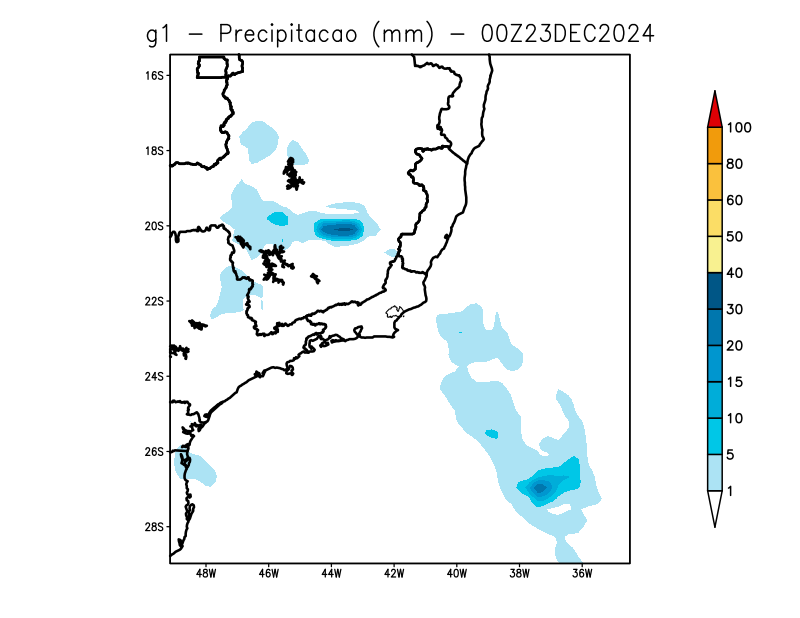 g1 – Precipitacao (mm) – 00Z23DEC2024
16S
18S
20S
22S
24S
26S
28S
48W 46W 44W 42W 40W 38W 36W
100
80
60
50
40
30
20
15
10
5
1